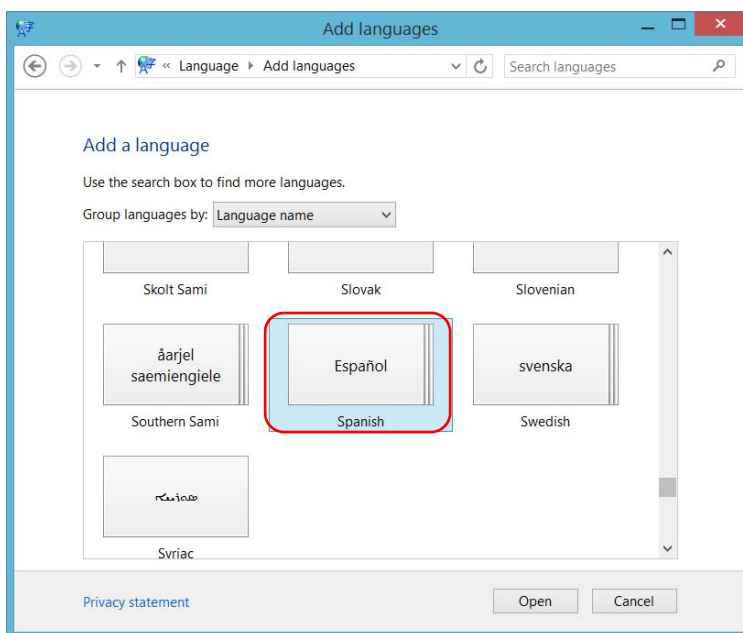 Add languages
« Language Add languages
Search languages
Add a language
Use the search box to find more languages.
Group languages by: Language name
Skolt Sami Slovak Slovenian
åarjel
saemiengiele
Español
svenska
Southern Sami Spanish Swedish
ܣܘܪܝܝܐ
Syriac
Privacy statement Open Cancel